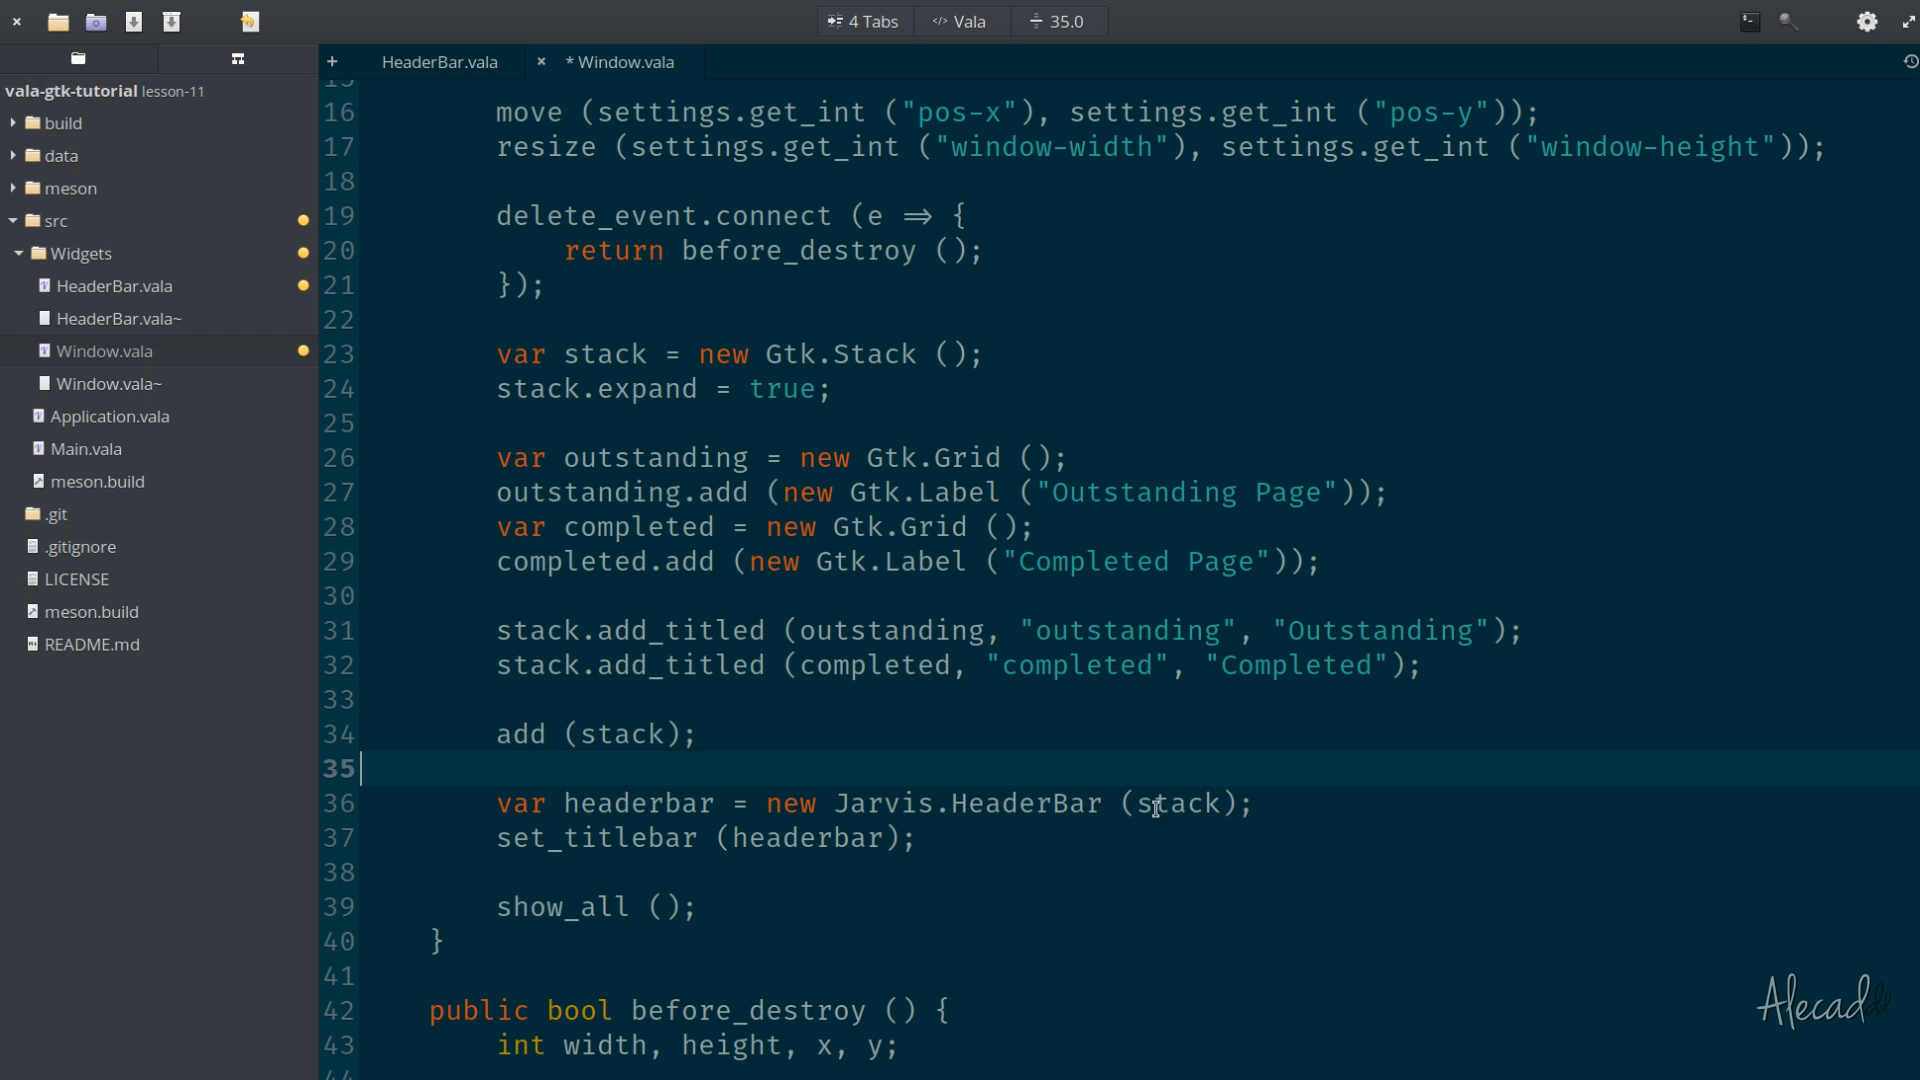 4 Tabs
</> Vala
35.0
HeaderBar.vala
* Window.vala
vala-gtk-tutorial lesson-11
build
data
meson
src
Widgets
HeaderBar.vala
HeaderBar.vala~
Window.vala
Window.vala~
Application.vala
Main.vala
meson.build
.git
.gitignore
LICENSE
meson.build
README.md
15
16 move (settings.get_int ("pos-x"), settings.get_int ("pos-y"));
17 resize (settings.get_int ("window-width"), settings.get_int ("window-height"));
18
19 delete_event.connect (e => {
20 return before_destroy ();
21 });
22
23 var stack = new Gtk.Stack ();
24 stack.expand = true;
25
26 var outstanding = new Gtk.Grid ();
27 outstanding.add (new Gtk.Label ("Outstanding Page"));
28 var completed = new Gtk.Grid ();
29 completed.add (new Gtk.Label ("Completed Page"));
30
31 stack.add_titled (outstanding, "outstanding", "Outstanding");
32 stack.add_titled (completed, "completed", "Completed");
33
34 add (stack);
35
36 var headerbar = new Jarvis.HeaderBar (stack);
37 set_titlebar (headerbar);
38
39 show_all ();
40 }
41
42 public bool before_destroy () {
43 int width, height, x, y;
44
Alecaddd